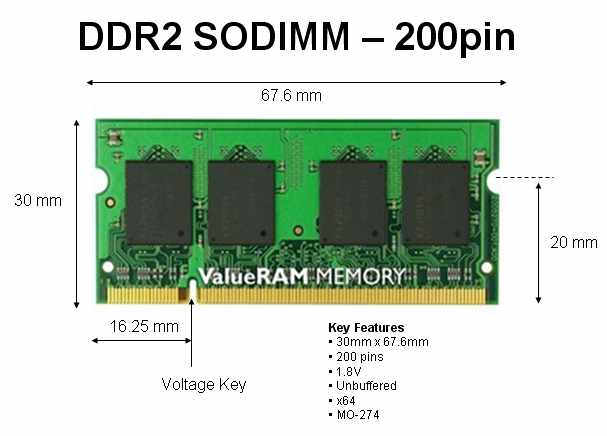 DDR2 SODIMM – 200pin
67.6 mm
30 mm
20 mm
ValueRAM MEMORY
16.25 mm
Voltage Key
Key Features
• 30mm x 67.6mm
• 200 pins
• 1.8V
• Unbuffered
• x64
• MO-274